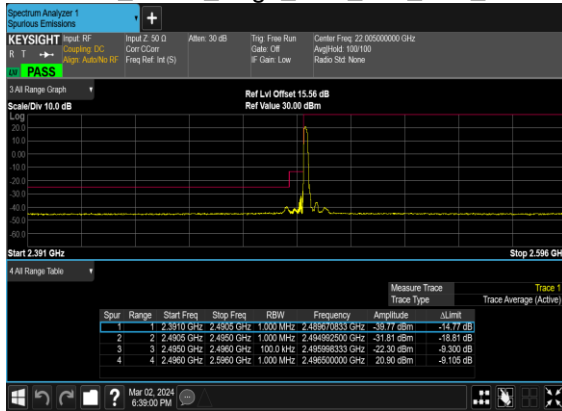 Spectrum Analyzer 1
Spurious Emissions
+
KEYSIGHT Input: RF Input Z: 50 Ω Atten: 30 dB Trig: Free Run Center Freq: 22.005000000 GHz
R T Coupling: DC Corr CCorr Gate: Off Avg|Hold: 100/100
Align: Auto/No RF Freq Ref: Int (S) IF Gain: Low Radio Std: None
PASS
3 All Range Graph
Ref Lvl Offset 15.56 dB
Scale/Div 10.0 dB Ref Value 30.00 dBm
Log
20.0
10.0
0.00
-10.0
-20.0
-30.0
-40.0
-50.0
-60.0
Start 2.391 GHz Stop 2.596 GH
4 All Range Table
Measure Trace Trace 1
Trace Type Trace Average (Active)
Spur Range Start Freq Stop Freq RBW Frequency Amplitude ΔLimit
1 1 2.3910 GHz 2.4905 GHz 1.000 MHz 2.489670833 GHz -39.77 dBm -14.77 dB
2 2 2.4905 GHz 2.4950 GHz 1.000 MHz 2.494992500 GHz -31.81 dBm -18.81 dB
3 3 2.4950 GHz 2.4960 GHz 100.0 kHz 2.495998333 GHz -22.30 dBm -9.300 dB
4 4 2.4960 GHz 2.5960 GHz 1.000 MHz 2.496500000 GHz 20.90 dBm -9.105 dB
? Mar 02, 2024
6:39:00 PM